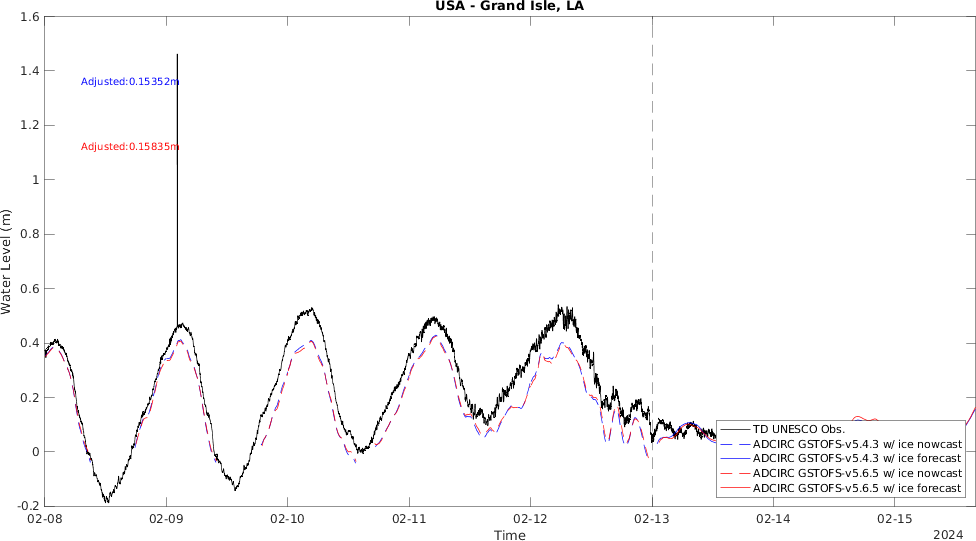 USA - Grand Isle, LA
1.6
1.4
1.2
1
0.8
0.6
0.4
0.2
0
-0.2
Water Level (m)
Adjusted:0.15352m
Adjusted:0.15835m
TD UNESCO Obs.
ADCIRC GSTOFS-v5.4.3 w/ ice nowcast
ADCIRC GSTOFS-v5.4.3 w/ ice forecast
ADCIRC GSTOFS-v5.6.5 w/ ice nowcast
ADCIRC GSTOFS-v5.6.5 w/ ice forecast
02-08 02-09 02-10 02-11 02-12 02-13 02-14 02-15
Time
2024